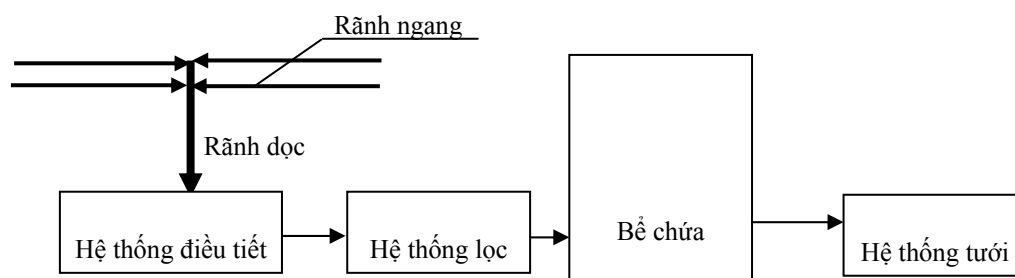 Rãnh ngang
Rãnh dọc
Hệ thống điều tiết
Hệ thống lọc
Bể chứa
Hệ thống tưới